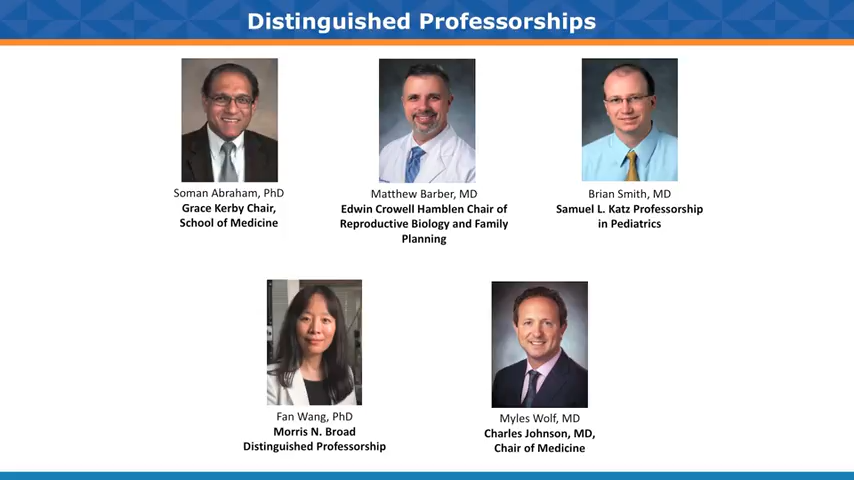 Distinguished Professorships
Soman Abraham, PhD
Grace Kerby Chair,
School of Medicine
Matthew Barber, MD
Edwin Crowell Hamblen Chair of
Reproductive Biology and Family
Planning
Brian Smith, MD
Samuel L. Katz Professorship
in Pediatrics
Fan Wang, PhD
Morris N. Broad
Distinguished Professorship
Myles Wolf, MD
Charles Johnson, MD,
Chair of Medicine